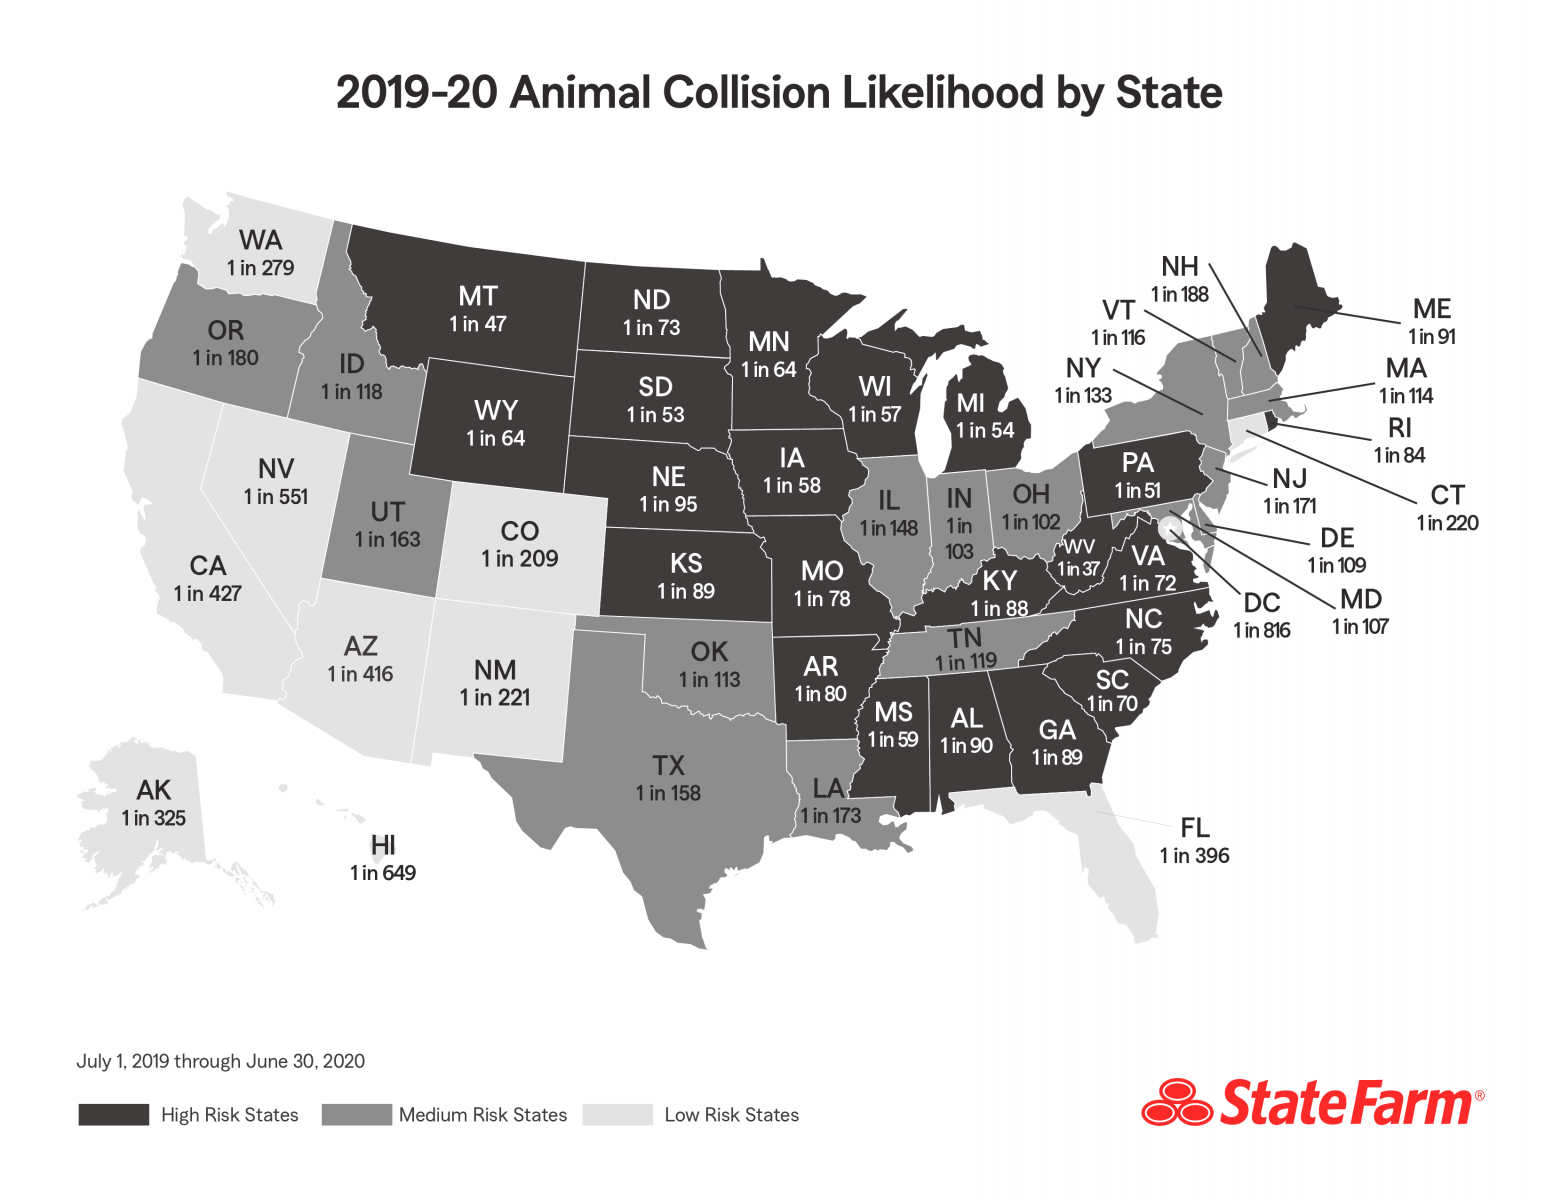 2019-20 Animal Collision Likelihood by State
WA
1 in 279
OR
1 in 180
ID
1 in 118
MT
1 in 47
ND
1 in 73
MN
1 in 64
WI
1 in 57
MI
1 in 54
SD
1 in 53
WY
1 in 64
NV
1 in 551
UT
1 in 163
CO
1 in 209
CA
1 in 427
AZ
1 in 416
NM
1 in 221
NE
1 in 95
KS
1 in 89
IA
1 in 58
MO
1 in 78
IL
1 in 148
IN
1 in
103
OH
1 in 102
PA
1 in 51
WV
1 in 37
VA
1 in 72
KY
1 in 88
NC
1 in 75
TN
1 in 119
SC
1 in 70
OK
1 in 113
AR
1 in 80
MS
1 in 59
AL
1 in 90
GA
1 in 89
TX
1 in 158
LA
1 in 173
FL
1 in 396
AK
1 in 325
HI
1 in 649
NH
1 in 188
VT
1 in 116
NY
1 in 133
ME
1 in 91
MA
1 in 114
RI
1 in 84
CT
1 in 220
NJ
1 in 171
DE
1 in 109
MD
1 in 107
DC
1 in 816
July 1, 2019 through June 30, 2020
High Risk States
Medium Risk States
Low Risk States
StateFarm®